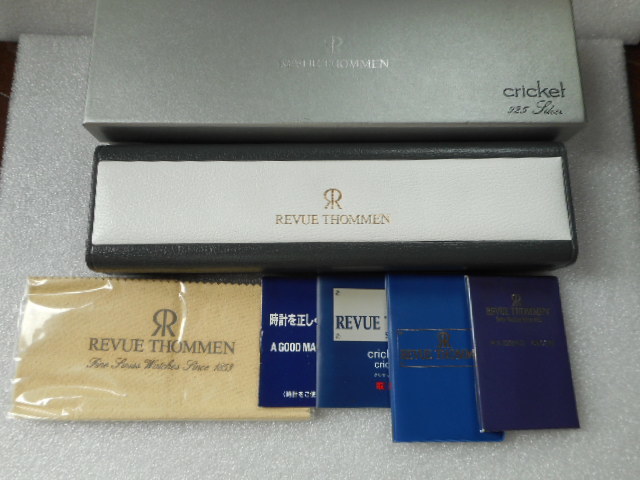 REVUE THOMMEN
cricket
925 Silver
REVUE THOMMEN
REVUE THOMMEN
Fine Swiss Watches Since 1853
時計を正しく
A GOOD MA
REVUE T
cricket
REVUE THOMMEN
REVUE THOMMEN